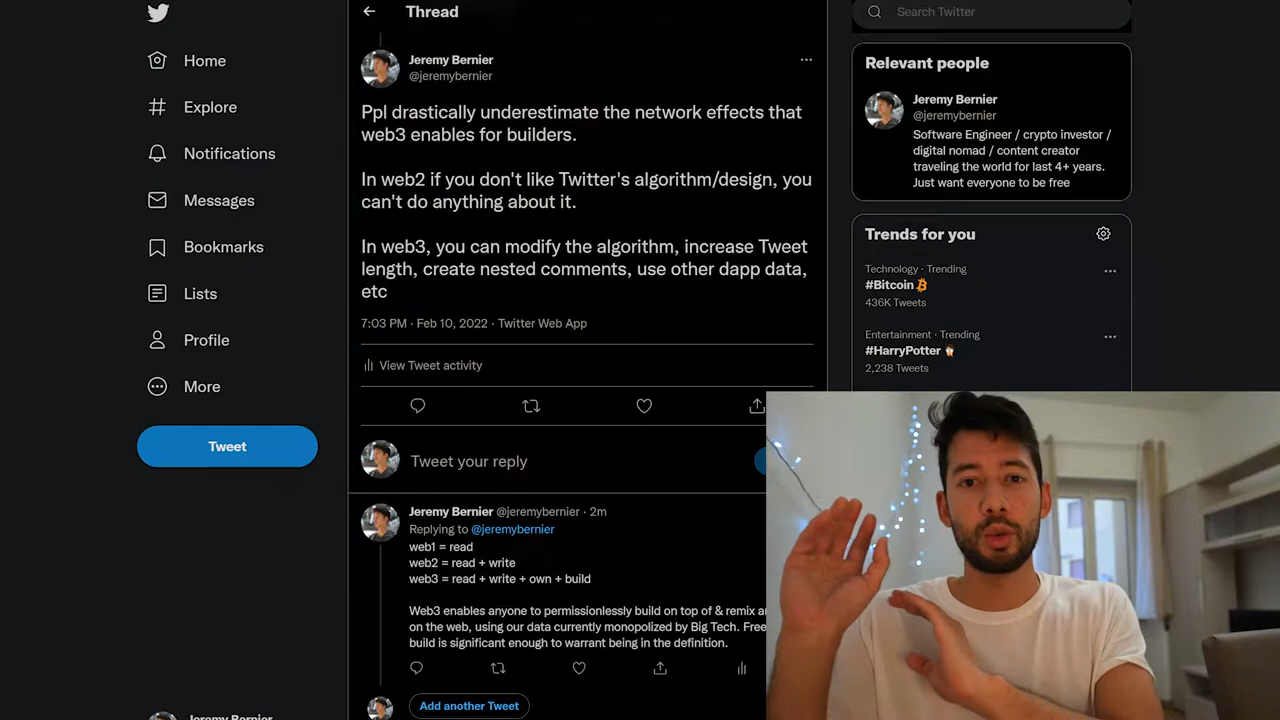 Home
Explore
Notifications
Messages
Bookmarks
Lists
Profile
More
Tweet
Jeremy Bernier
Thread
Jeremy Bernier
@jeremybernier
Ppl drastically underestimate the network effects that
web3 enables for builders.
In web2 if you don't like Twitter's algorithm/design, you
can't do anything about it.
In web3, you can modify the algorithm, increase Tweet
length, create nested comments, use other dapp data,
etc
7:03 PM · Feb 10, 2022 · Twitter Web App
View Tweet activity
Tweet your reply
Jeremy Bernier @jeremybernier · 2m
Replying to @jeremybernier
web1 = read
web2 = read + write
web3 = read + write + own + build
Web3 enables anyone to permissionlessly build on top of & remix
on the web, using our data currently monopolized by Big Tech.
build is significant enough to warrant being in the definition.
Add another Tweet
Search Twitter
Relevant people
Jeremy Bernier
@jeremybernier
Software Engineer / crypto investor /
digital nomad / content creator
traveling the world for last 4+ years.
Just want everyone to be free
Trends for you
Technology · Trending
#Bitcoin
436K Tweets
Entertainment · Trending
#HarryPotter
2,238 Tweets